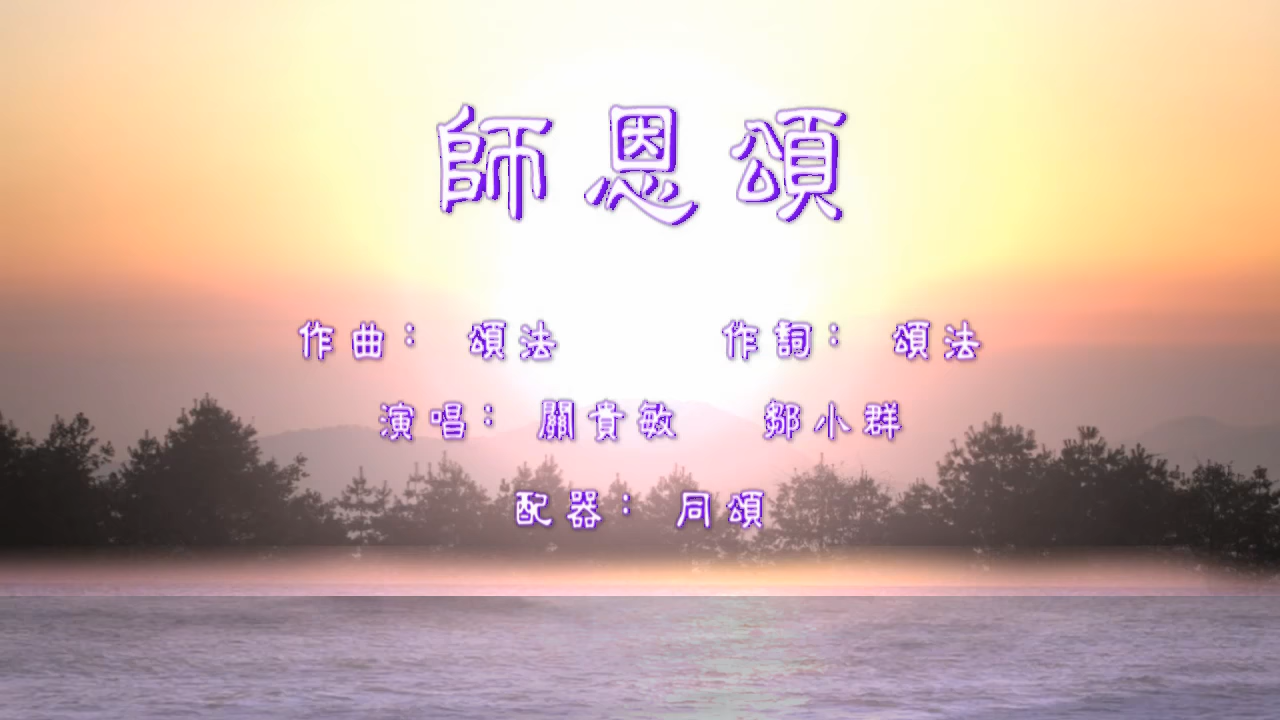 師恩頌
作曲： 頌法 作詞： 頌法
演唱： 關貴敏 鄒小群
配器： 同頌